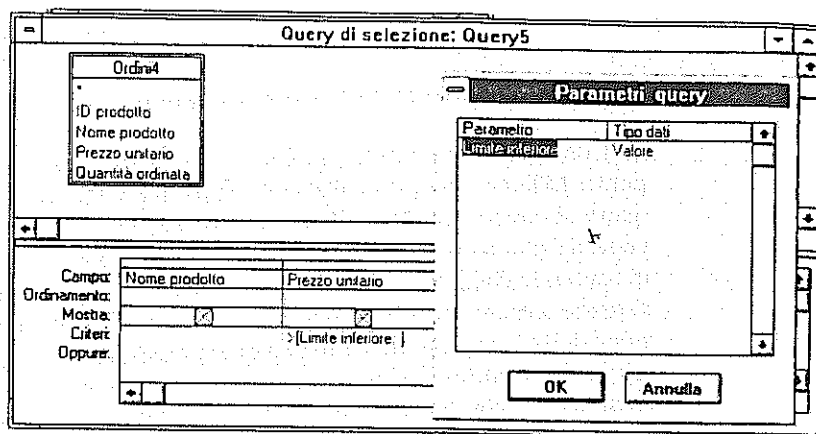 Query di selezione: Query5
Ordini4
*
ID prodotto
Nome prodotto
Prezzo unitario
Quantità ordinata
Parametri query
Parametro Tipo dati
Limite inferiore Valore
Campo: Nome prodotto Prezzo unitario
Ordinamento:
Mostra:
Criteri: >[Limite inferiore: ]
Oppure:
OK Annulla